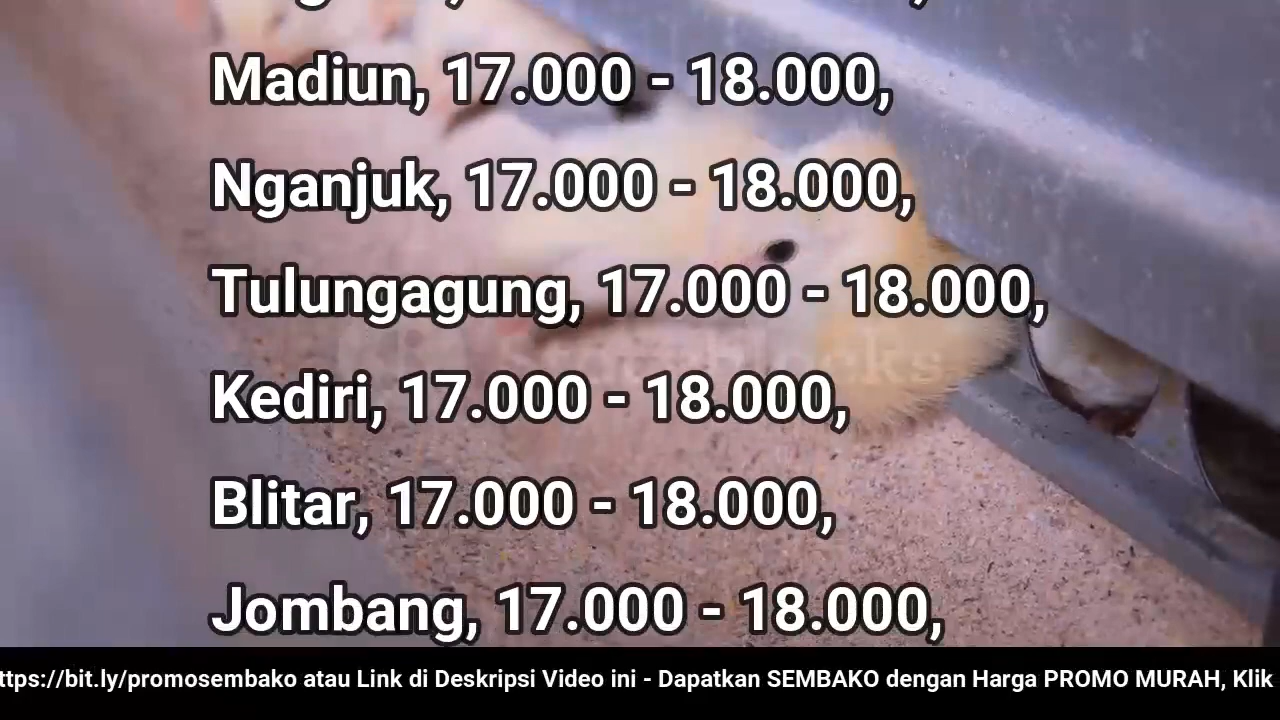 Madiun, 17.000 - 18.000,
Nganjuk, 17.000 - 18.000,
Tulungagung, 17.000 - 18.000,
Kediri, 17.000 - 18.000,
Blitar, 17.000 - 18.000,
Jombang, 17.000 - 18.000,
ttps://bit.ly/promosembako atau Link di Deskripsi Video ini - Dapatkan SEMBAKO dengan Harga PROMO MURAH, Klik